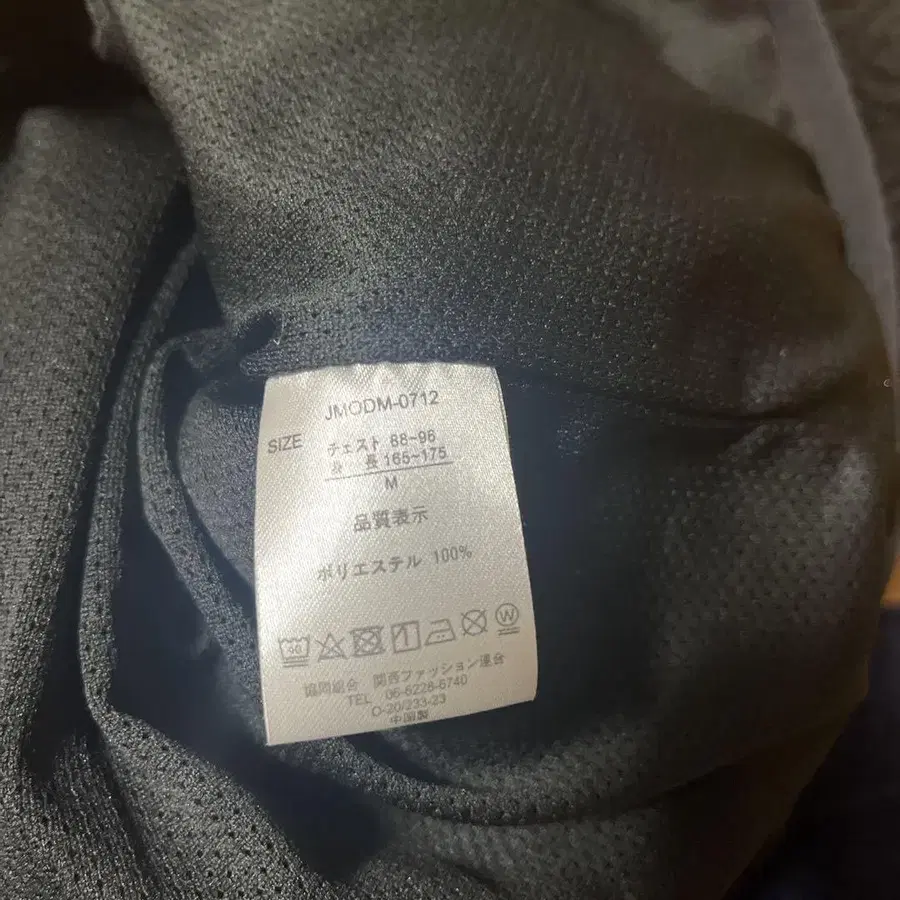 JMODM-0712
SIZE
チェスト 88~96
身 長 165~175
M
品質表示
ポリエステル 100%
40
W
協同組合 関西ファッション連合
TEL 06-6228-6740
O-20/233-23
中国製